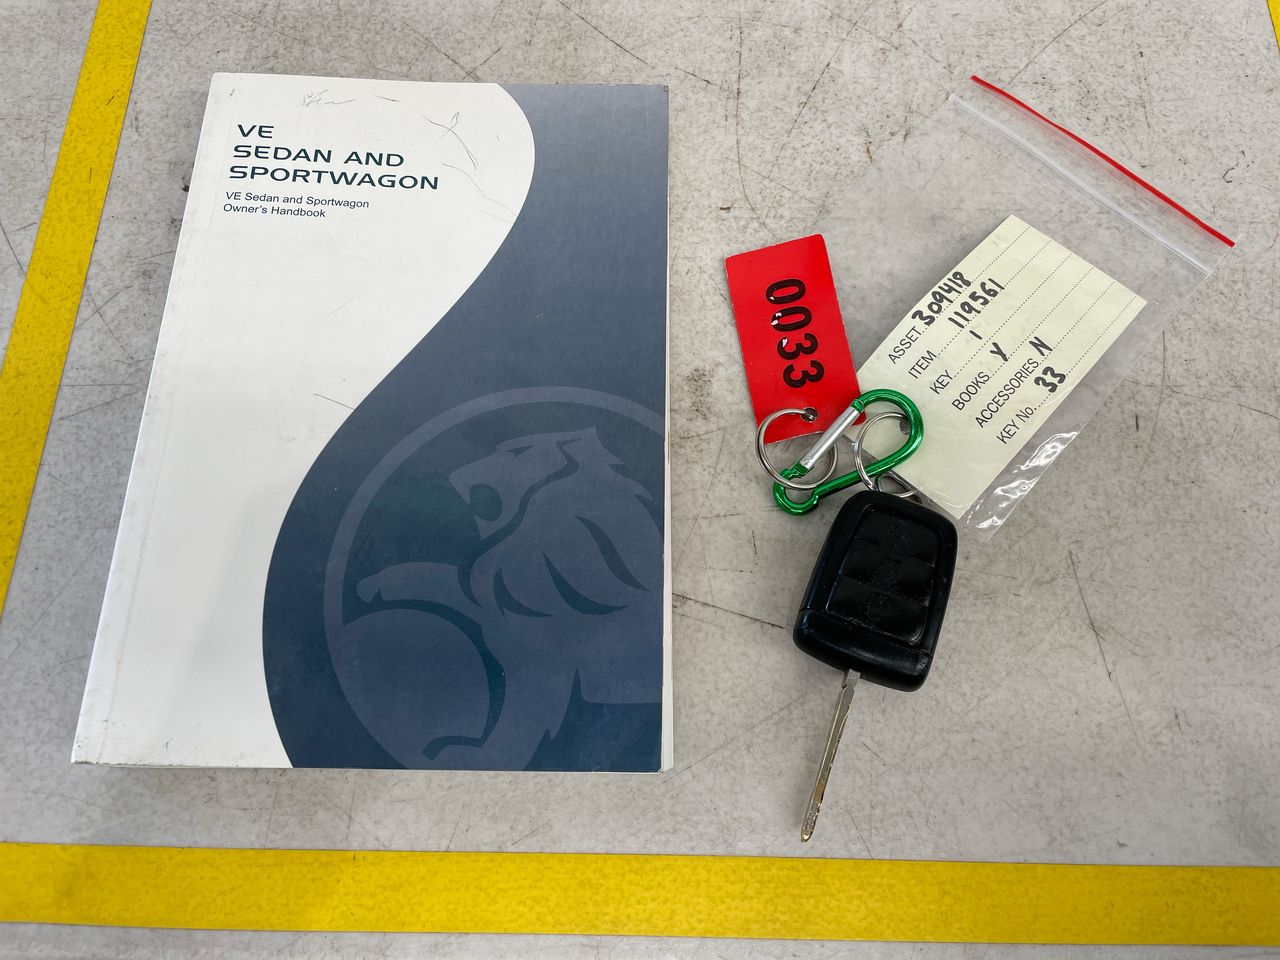 VE
SEDAN AND
SPORTWAGON
VE Sedan and Sportwagon
Owner's Handbook
0033
ASSET 309418
ITEM 119561
KEY 1
BOOKS Y
ACCESSORIES N
KEY No. 33